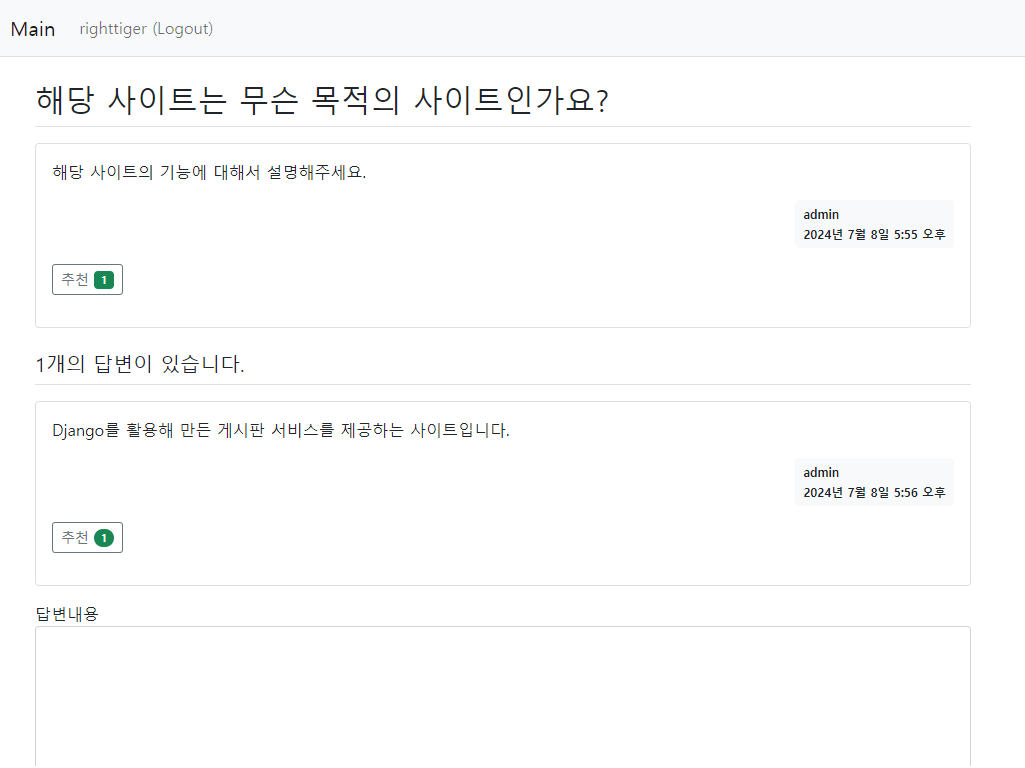 Main righttiger (Logout)
해당 사이트는 무슨 목적의 사이트인가요?
해당 사이트의 기능에 대해서 설명해주세요.
admin
2024년 7월 8일 5:55 오후
추천 1
1개의 답변이 있습니다.
Django를 활용해 만든 게시판 서비스를 제공하는 사이트입니다.
admin
2024년 7월 8일 5:56 오후
추천 1
답변내용